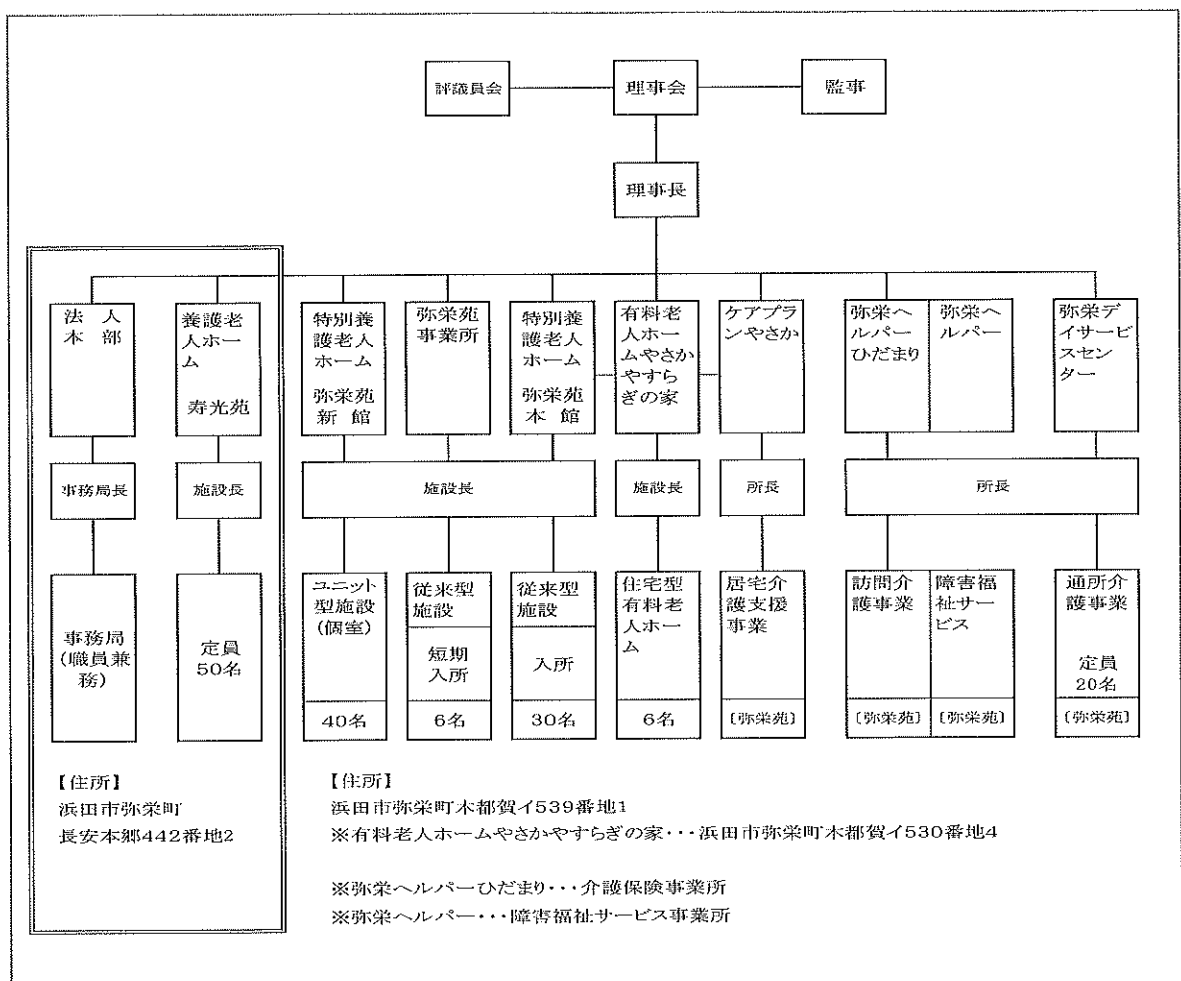 評議員会
理事会
監事
理事長
法人
本部
養護老
人ホー
ム
寿光苑
特別養
護老人
ホーム
弥栄苑
新館
弥栄苑
事業所
特別養
護老人
ホーム
弥栄苑
本館
有料老
人ホー
ムやさか
やすら
ぎの家
ケアプラ
ンやさか
弥栄ヘ
ルパー
ひだまり
弥栄ヘ
ルパー
弥栄デ
イサービ
スセン
ター
事務局長
施設長
施設長
施設長
所長
所長
事務局
(職員兼
務)
定員
50名
ユニット
型施設
(個室)
40名
従来型
施設
短期
入所
6名
従来型
施設
入所
30名
住宅型
有料老
人ホー
ム
6名
居宅介
護支援
事業
〔弥栄苑〕
訪問介
護事業
〔弥栄苑〕
障害福
祉サー
ビス
〔弥栄苑〕
通所介
護事業
定員
20名
〔弥栄苑〕
【住所】
浜田市弥栄町
長安本郷442番地2
【住所】
浜田市弥栄町木都賀イ539番地1
※有料老人ホームやさかやすらぎの家・・・浜田市弥栄町木都賀イ530番地4
※弥栄ヘルパーひだまり・・・介護保険事業所
※弥栄ヘルパー・・・障害福祉サービス事業所